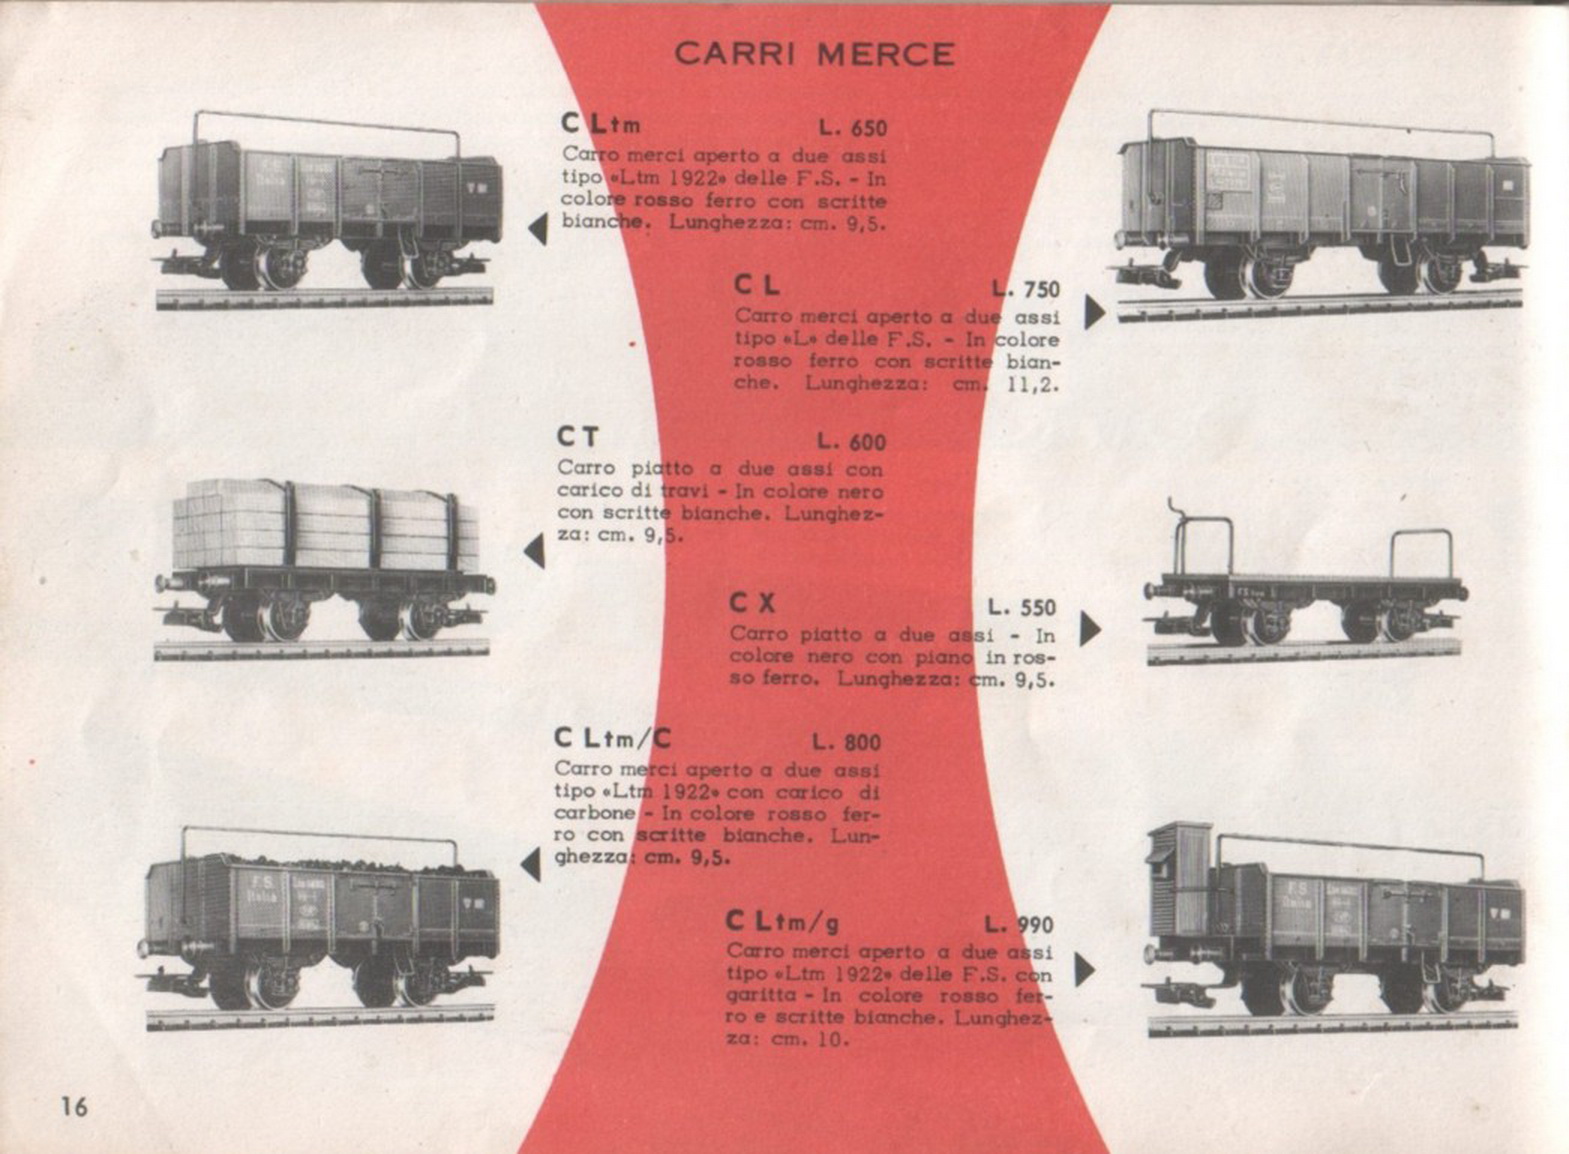 CARRI MERCE
C Ltm L. 650
Carro merci aperto a due assi
tipo «Ltm 1922» delle F.S. - In
colore rosso ferro con scritte
bianche. Lunghezza: cm. 9,5.
C L L. 750
Carro merci aperto a due assi
tipo «L» delle F.S. - In colore
rosso ferro con scritte bian-
che. Lunghezza: cm. 11,2.
C T L. 600
Carro piatto a due assi con
carico di travi - In colore nero
con scritte bianche. Lunghez-
za: cm. 9,5.
C X L. 550
Carro piatto a due assi - In
colore nero con piano in ros-
so ferro. Lunghezza: cm. 9,5.
C Ltm/C L. 800
Carro merci aperto a due assi
tipo «Ltm 1922» con carico di
carbone - In colore rosso fer-
ro con scritte bianche. Lun-
ghezza: cm. 9,5.
F.S.
Italia
C Ltm/g L. 990
Carro merci aperto a due assi
tipo «Ltm 1922» delle F.S. con
garitta - In colore rosso fer-
ro e scritte bianche. Lunghez-
za: cm. 10.
F.S.
Italia
16